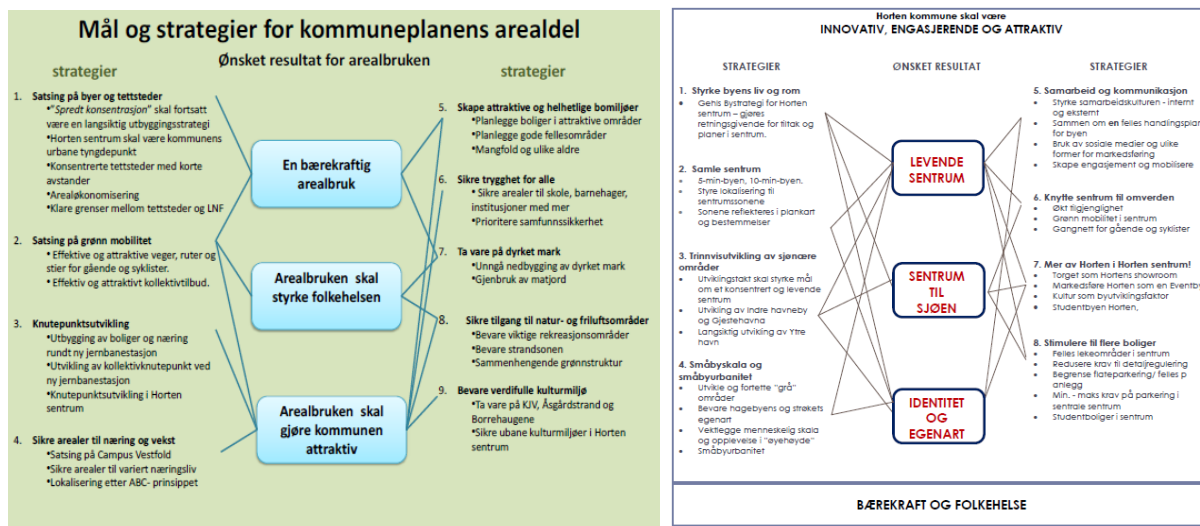 Mål og strategier for kommuneplanens arealdel
Ønsket resultat for arealbruken
strategier
1. Satsing på byer og tettsteder
•"Spredt konsentrasjon" skal fortsatt
være en langsiktig utbyggingsstrategi
•Horten sentrum skal være kommunens
urbane tyngdepunkt
•Konsentrerte tettsteder med korte
avstander
•Arealøkonomisering
•Klare grenser mellom tettsteder og LNF
2. Satsing på grønn mobilitet
• Effektive og attraktive veger, ruter og
stier for gående og syklister.
• Effektiv og attraktivt kollektivtilbud.
3. Knutepunktsutvikling
•Utbygging av boliger og næring
rundt ny jernbanestasjon
•Utvikling av kollektivknutepunkt ved
ny jernbanestasjon
•Knutepunktsutvikling i Horten
sentrum
4. Sikre arealer til næring og vekst
•Satsing på Campus Vestfold
•Sikre arealer til variert næringsliv
•Lokalisering etter ABC- prinsippet
En bærekraftig
arealbruk
Arealbruken skal
styrke folkehelsen
Arealbruken skal
gjøre kommunen
attraktiv
strategier
5. Skape attraktive og helhetlige bomiljøer
•Planlegge boliger i attraktive områder
•Planlegge gode fellesområder
•Mangfold og ulike aldre
6. Sikre trygghet for alle
• Sikre arealer til skole, barnehager,
institusjoner med mer
• Prioritere samfunnssikkerhet
7. Ta vare på dyrket mark
•Unngå nedbygging av dyrket mark
•Gjenbruk av matjord
8. Sikre tilgang til natur- og friluftsområder
•Bevare viktige rekreasjonsområder
•Bevare strandsonen
•Sammenhengende grønnstruktur
9. Bevare verdifulle kulturmiljø
•Ta vare på KJV, Åsgårdstrand og
Borrehaugene
•Sikre ubane kulturmiljøer i Horten
sentrum
Horten kommune skal være
INNOVATIV, ENGASJERENDE OG ATTRAKTIV
STRATEGIER
1. Styrke byens liv og rom
• Gehls Bystrategi for Horten
sentrum – gjøres
retningsgivende for tiltak og
planer i sentrum.
2. Samle sentrum
• 5-min-byen, 10-min-byen.
• Styre lokalisering til
sentrumssonene
• Sonene reflekteres i plankart
og bestemmelser
3. Trinnvisutvikling av sjønære
områder
• Utviklingstakt skal styrke mål
om et konsentrert og levende
sentrum
• Utvikling av Indre havneby
og Gjestehavna
• Langsiktig utvikling av Ytre
havn
4. Småbyskala og
småbyurbanitet
• Utvikle og fortette "grå"
områder
• Bevare hagebyens og strøkets
egenart
• Vektlegge menneskelig skala
og opplevelse i "øyehøyde"
• Småbyurbanitet
ØNSKET RESULTAT
LEVENDE
SENTRUM
SENTRUM
TIL
SJØEN
IDENTITET
OG
EGENART
STRATEGIER
5. Samarbeid og kommunikasjon
• Styrke samarbeidskulturen - internt
og eksternt
• Sammen om en felles handlingsplan
for byen
• Bruk av sosiale medier og ulike
former for markedsføring
• Skape engasjement og mobilisere
6. Knytte sentrum til omverden
• Økt tilgjenglighet
• Grønn mobilitet i sentrum
• Gangnett for gående og syklister
7. Mer av Horten i Horten sentrum!
• Torget som Hortens showroom
• Markedsføre Horten som en Eventby
• Kultur som byutviklingsfaktor
• Studentbyen Horten,
8. Stimulere til flere boliger
• Felles lekeområder i sentrum
• Redusere krav til detaljregulering
• Begrense flateparkering/ felles p
anlegg
• Min. - maks krav på parkering i
sentrale sentrum
• Studentboliger i sentrum
BÆREKRAFT OG FOLKEHELSE